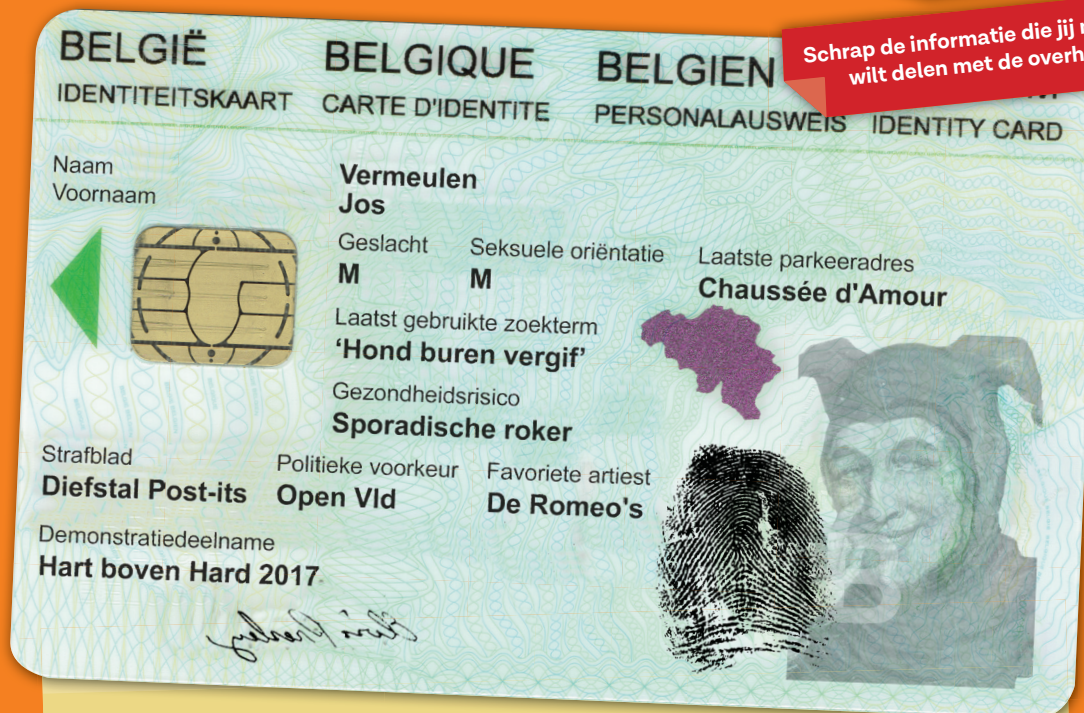 Schrap de informatie die jij
wilt delen met de
BELGIË BELGIQUE BELGIEN
IDENTITEITSKAART CARTE D'IDENTITE PERSONALAUSWEIS IDENTITY CARD
Naam
Voornaam
Vermeulen
Jos
Geslacht Seksuele oriëntatie Laatste parkeeradres
M M Chaussée d'Amour
Laatst gebruikte zoekterm
‘Hond buren vergif’
Gezondheidsrisico
Sporadische roker
Strafblad Politieke voorkeur Favoriete artiest
Diefstal Post-its Open Vld De Romeo's
Demonstratiedeelname
Hart boven Hard 2017